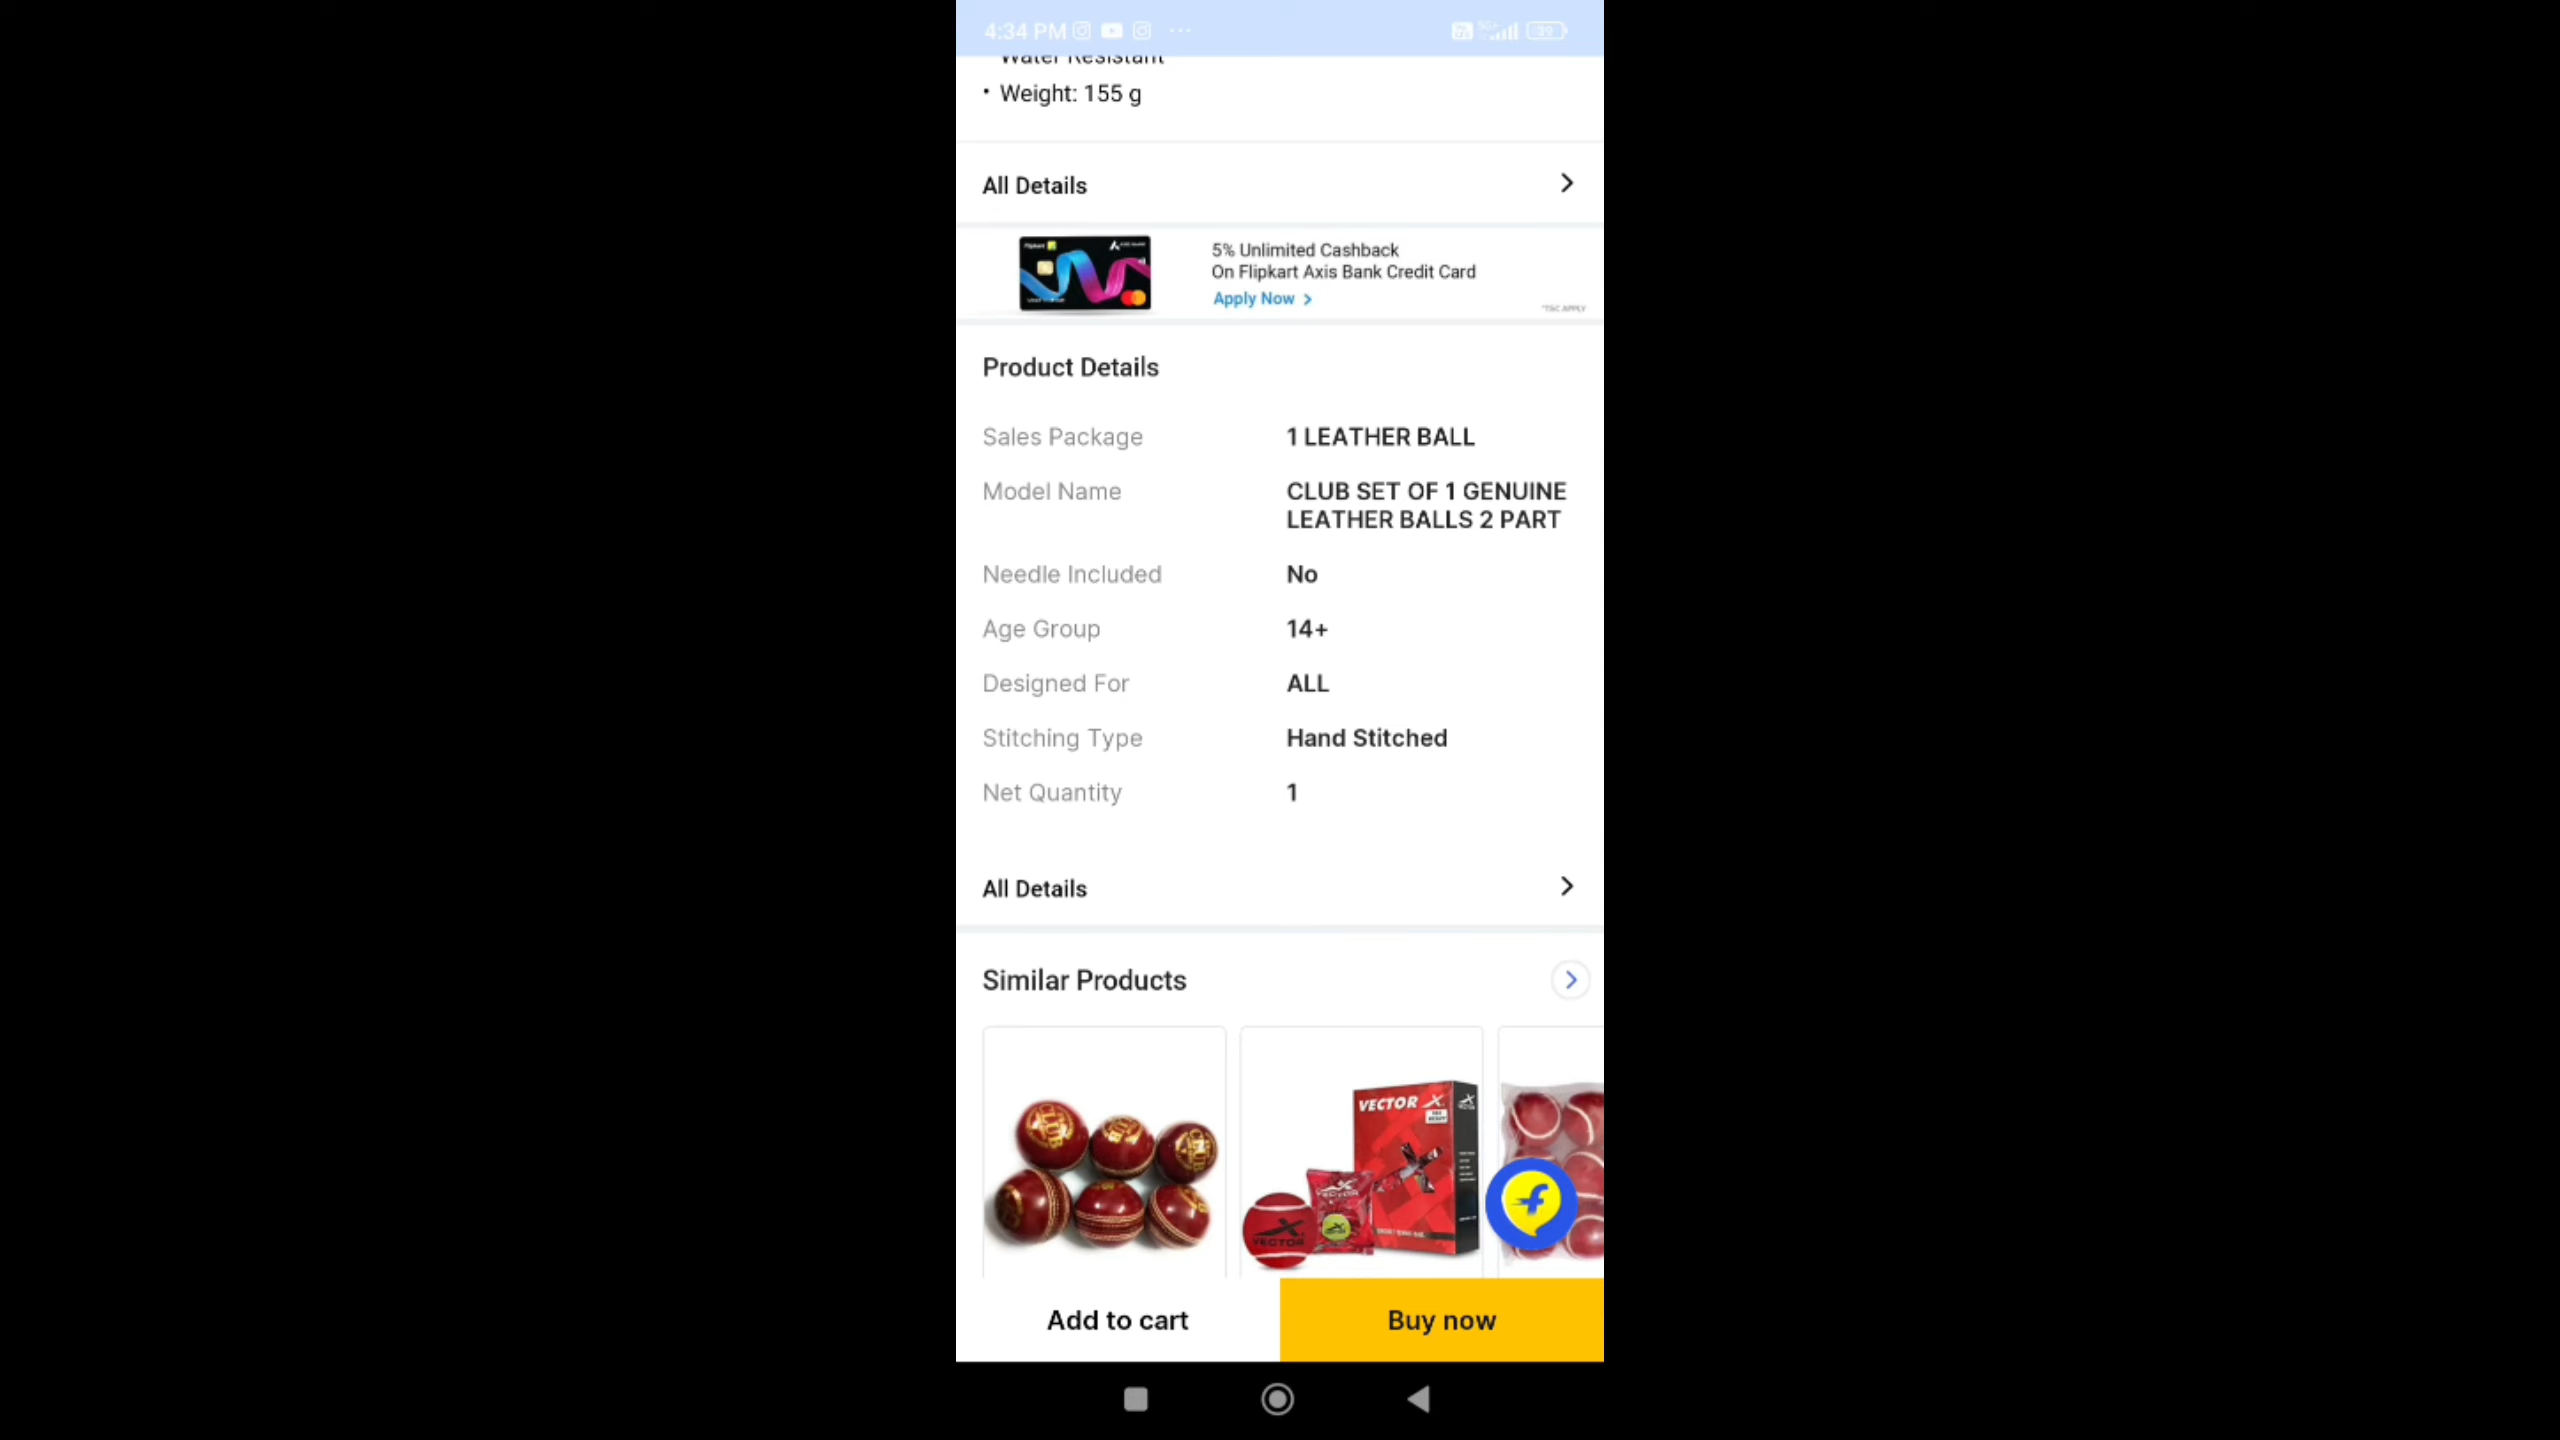 4:34 PM
Water Resistant
• Weight: 155 g
All Details
5% Unlimited Cashback
On Flipkart Axis Bank Credit Card
Apply Now >
*T&C APPLY
Product Details
Sales Package 1 LEATHER BALL
Model Name CLUB SET OF 1 GENUINE
LEATHER BALLS 2 PART
Needle Included No
Age Group 14+
Designed For ALL
Stitching Type Hand Stitched
Net Quantity 1
All Details
Similar Products
CLUB
VECTOR X
VECTOR
Add to cart Buy now